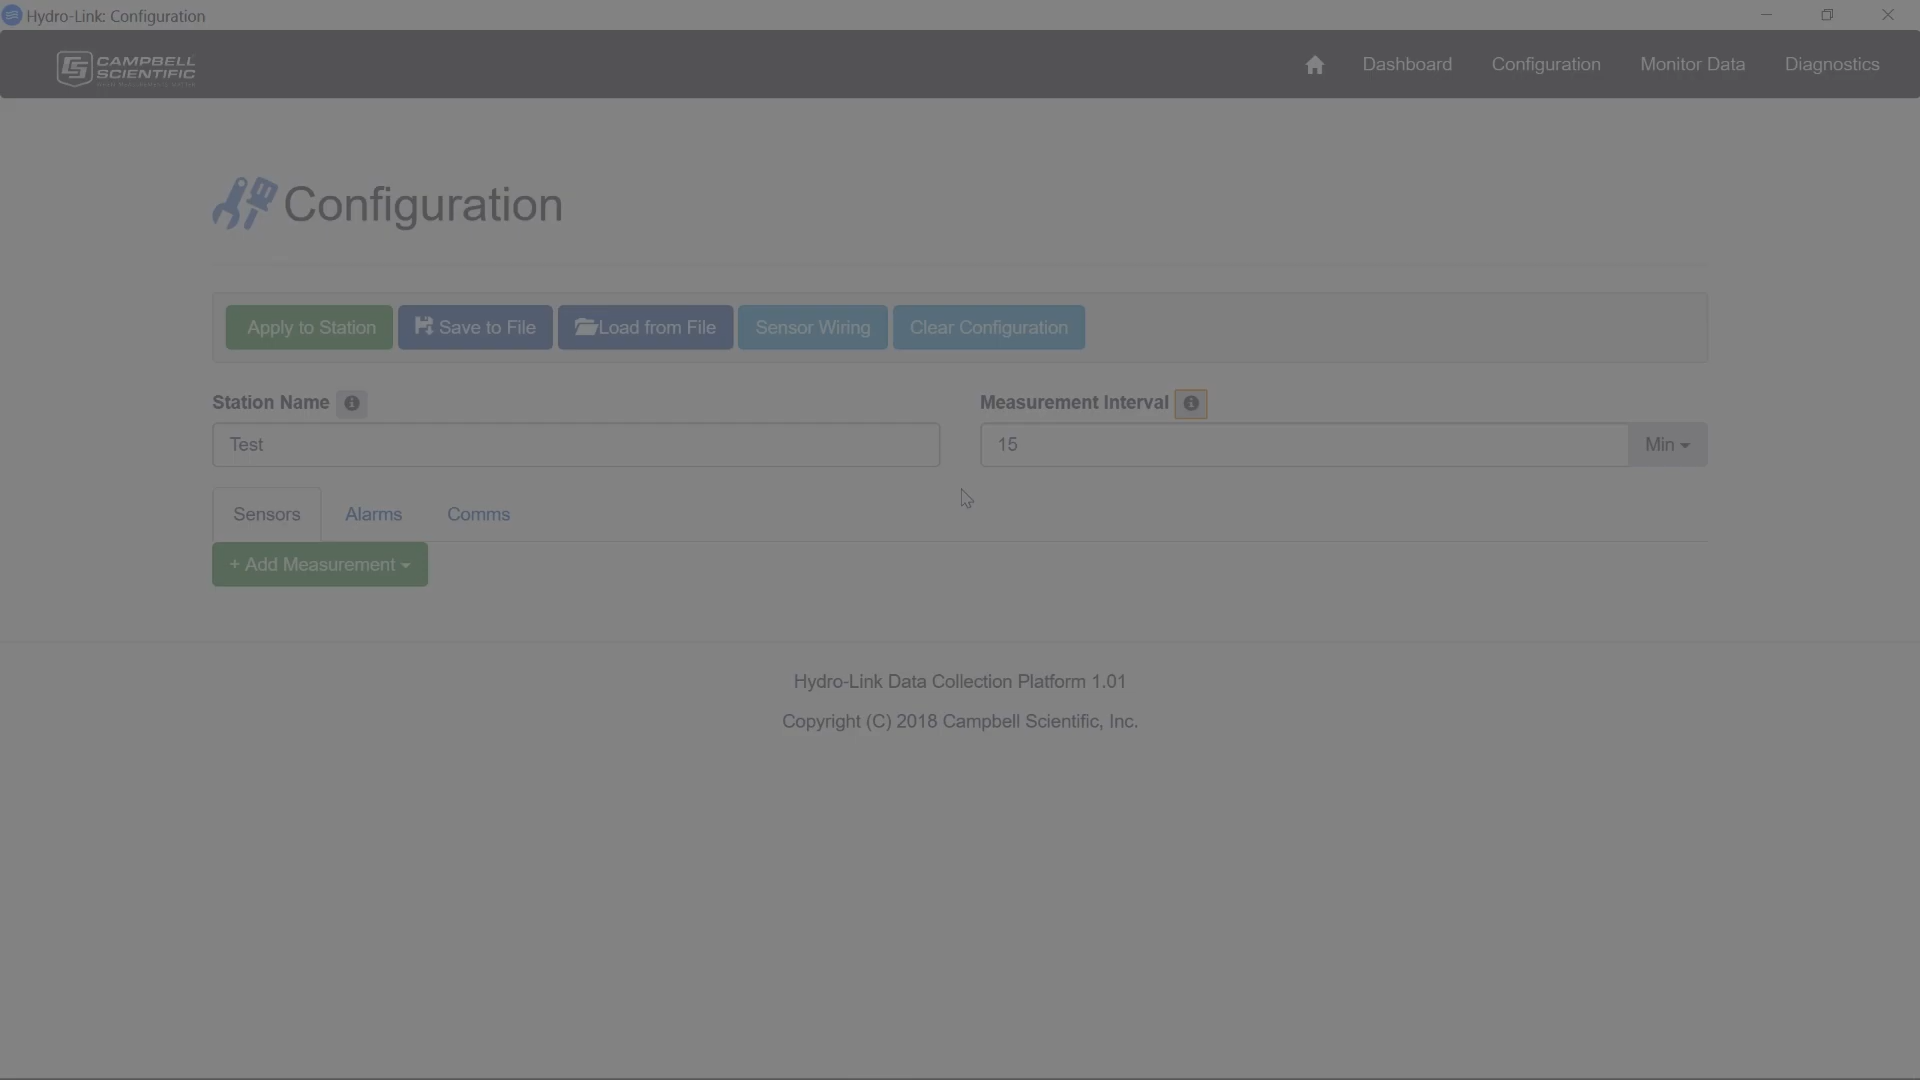 Hydro-Link: Configuration
CAMPBELL
SCIENTIFIC
Dashboard Configuration Monitor Data Diagnostics
Configuration
Apply to Station Save to File Load from File Sensor Wiring Clear Configuration
Station Name Measurement Interval
Test 15 Min
Sensors Alarms Comms
+ Add Measurement
Hydro-Link Data Collection Platform 1.01
Copyright (C) 2018 Campbell Scientific, Inc.